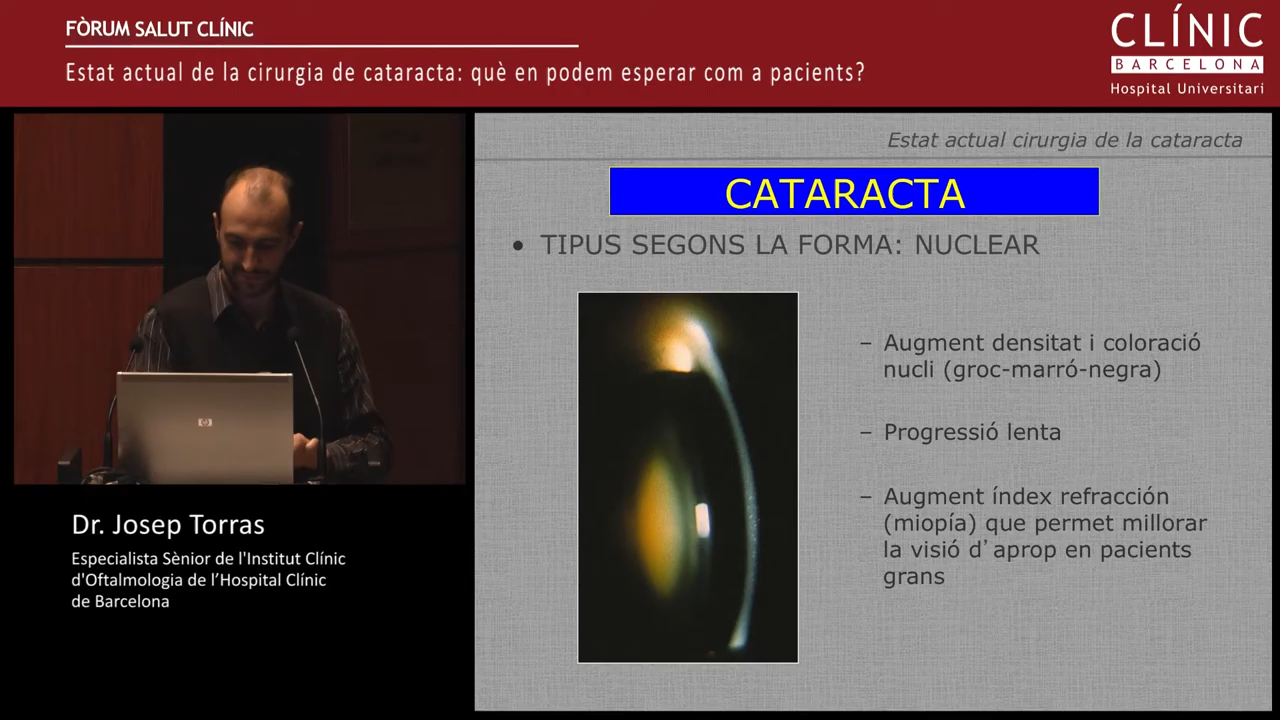 FÒRUM SALUT CLÍNIC
Estat actual de la cirurgia de cataracta: què en podem esperar com a pacients?
CLÍNIC
BARCELONA
Hospital Universitari
Estat actual cirurgia de la cataracta
CATARACTA
• TIPUS SEGONS LA FORMA: NUCLEAR
– Augment densitat i coloració
nucli (groc-marró-negra)
– Progressió lenta
– Augment índex refracción
(miopía) que permet millorar
la visió d’aprop en pacients
grans
hp
Dr. Josep Torras
Especialista Sènior de l'Institut Clínic
d'Oftalmologia de l’Hospital Clínic
de Barcelona